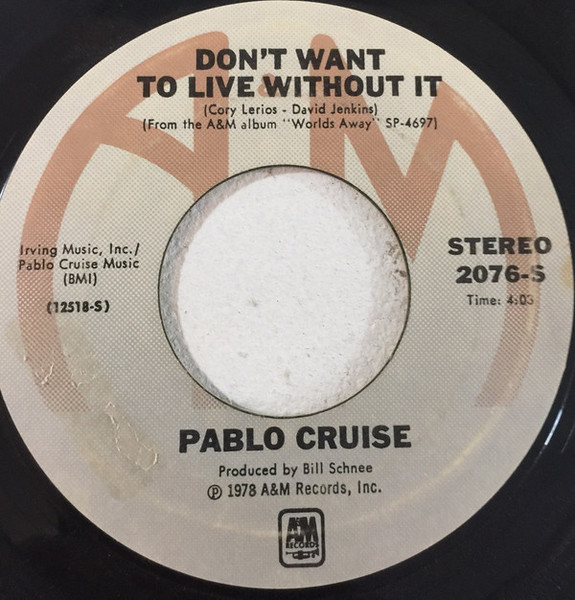 DON'T WANT
TO LIVE WITHOUT IT
(Cory Lerios - David Jenkins)
(From the A&M album "Worlds Away" SP-4697)
Irving Music, Inc./
Pablo Cruise Music
(BMI)
(12518-S)
STEREO
2076-S
Time: 4:03
PABLO CRUISE
Produced by Bill Schnee
℗ 1978 A&M Records, Inc.
A&M
RECORDS